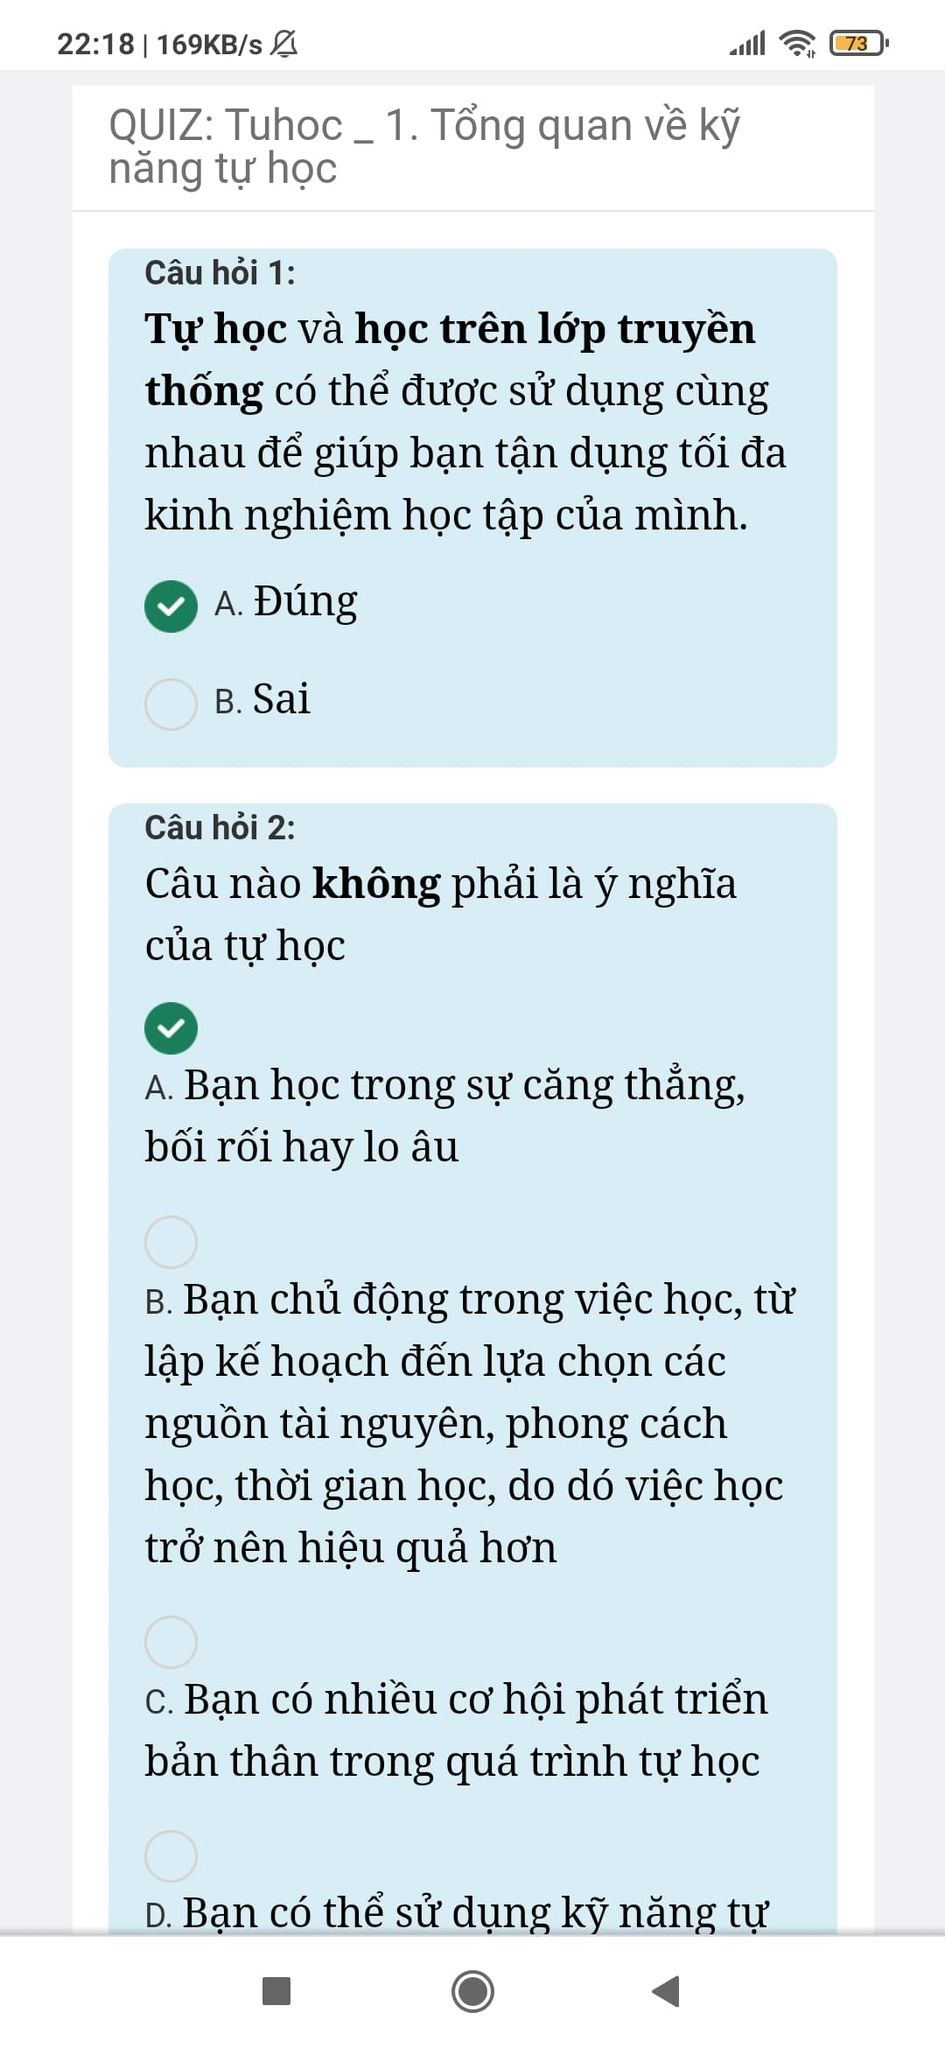 22:18 | 169KB/s
73
QUIZ: Tuhoc _ 1. Tổng quan về kỹ
năng tự học
Câu hỏi 1:
Tự học và học trên lớp truyền
thống có thể được sử dụng cùng
nhau để giúp bạn tận dụng tối đa
kinh nghiệm học tập của mình.
A. Đúng
B. Sai
Câu hỏi 2:
Câu nào không phải là ý nghĩa
của tự học
A. Bạn học trong sự căng thẳng,
bối rối hay lo âu
B. Bạn chủ động trong việc học, từ
lập kế hoạch đến lựa chọn các
nguồn tài nguyên, phong cách
học, thời gian học, do dó việc học
trở nên hiệu quả hơn
C. Bạn có nhiều cơ hội phát triển
bản thân trong quá trình tự học
D. Bạn có thể sử dụng kỹ năng tự